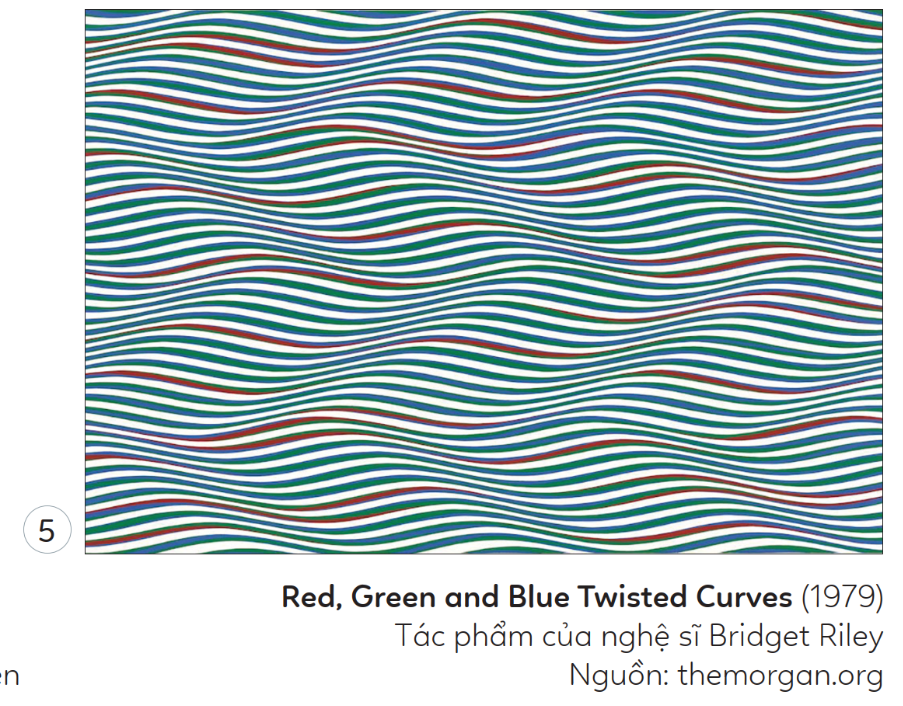 5
Red, Green and Blue Twisted Curves (1979)
Tác phẩm của nghệ sĩ Bridget Riley
Nguồn: themorgan.org